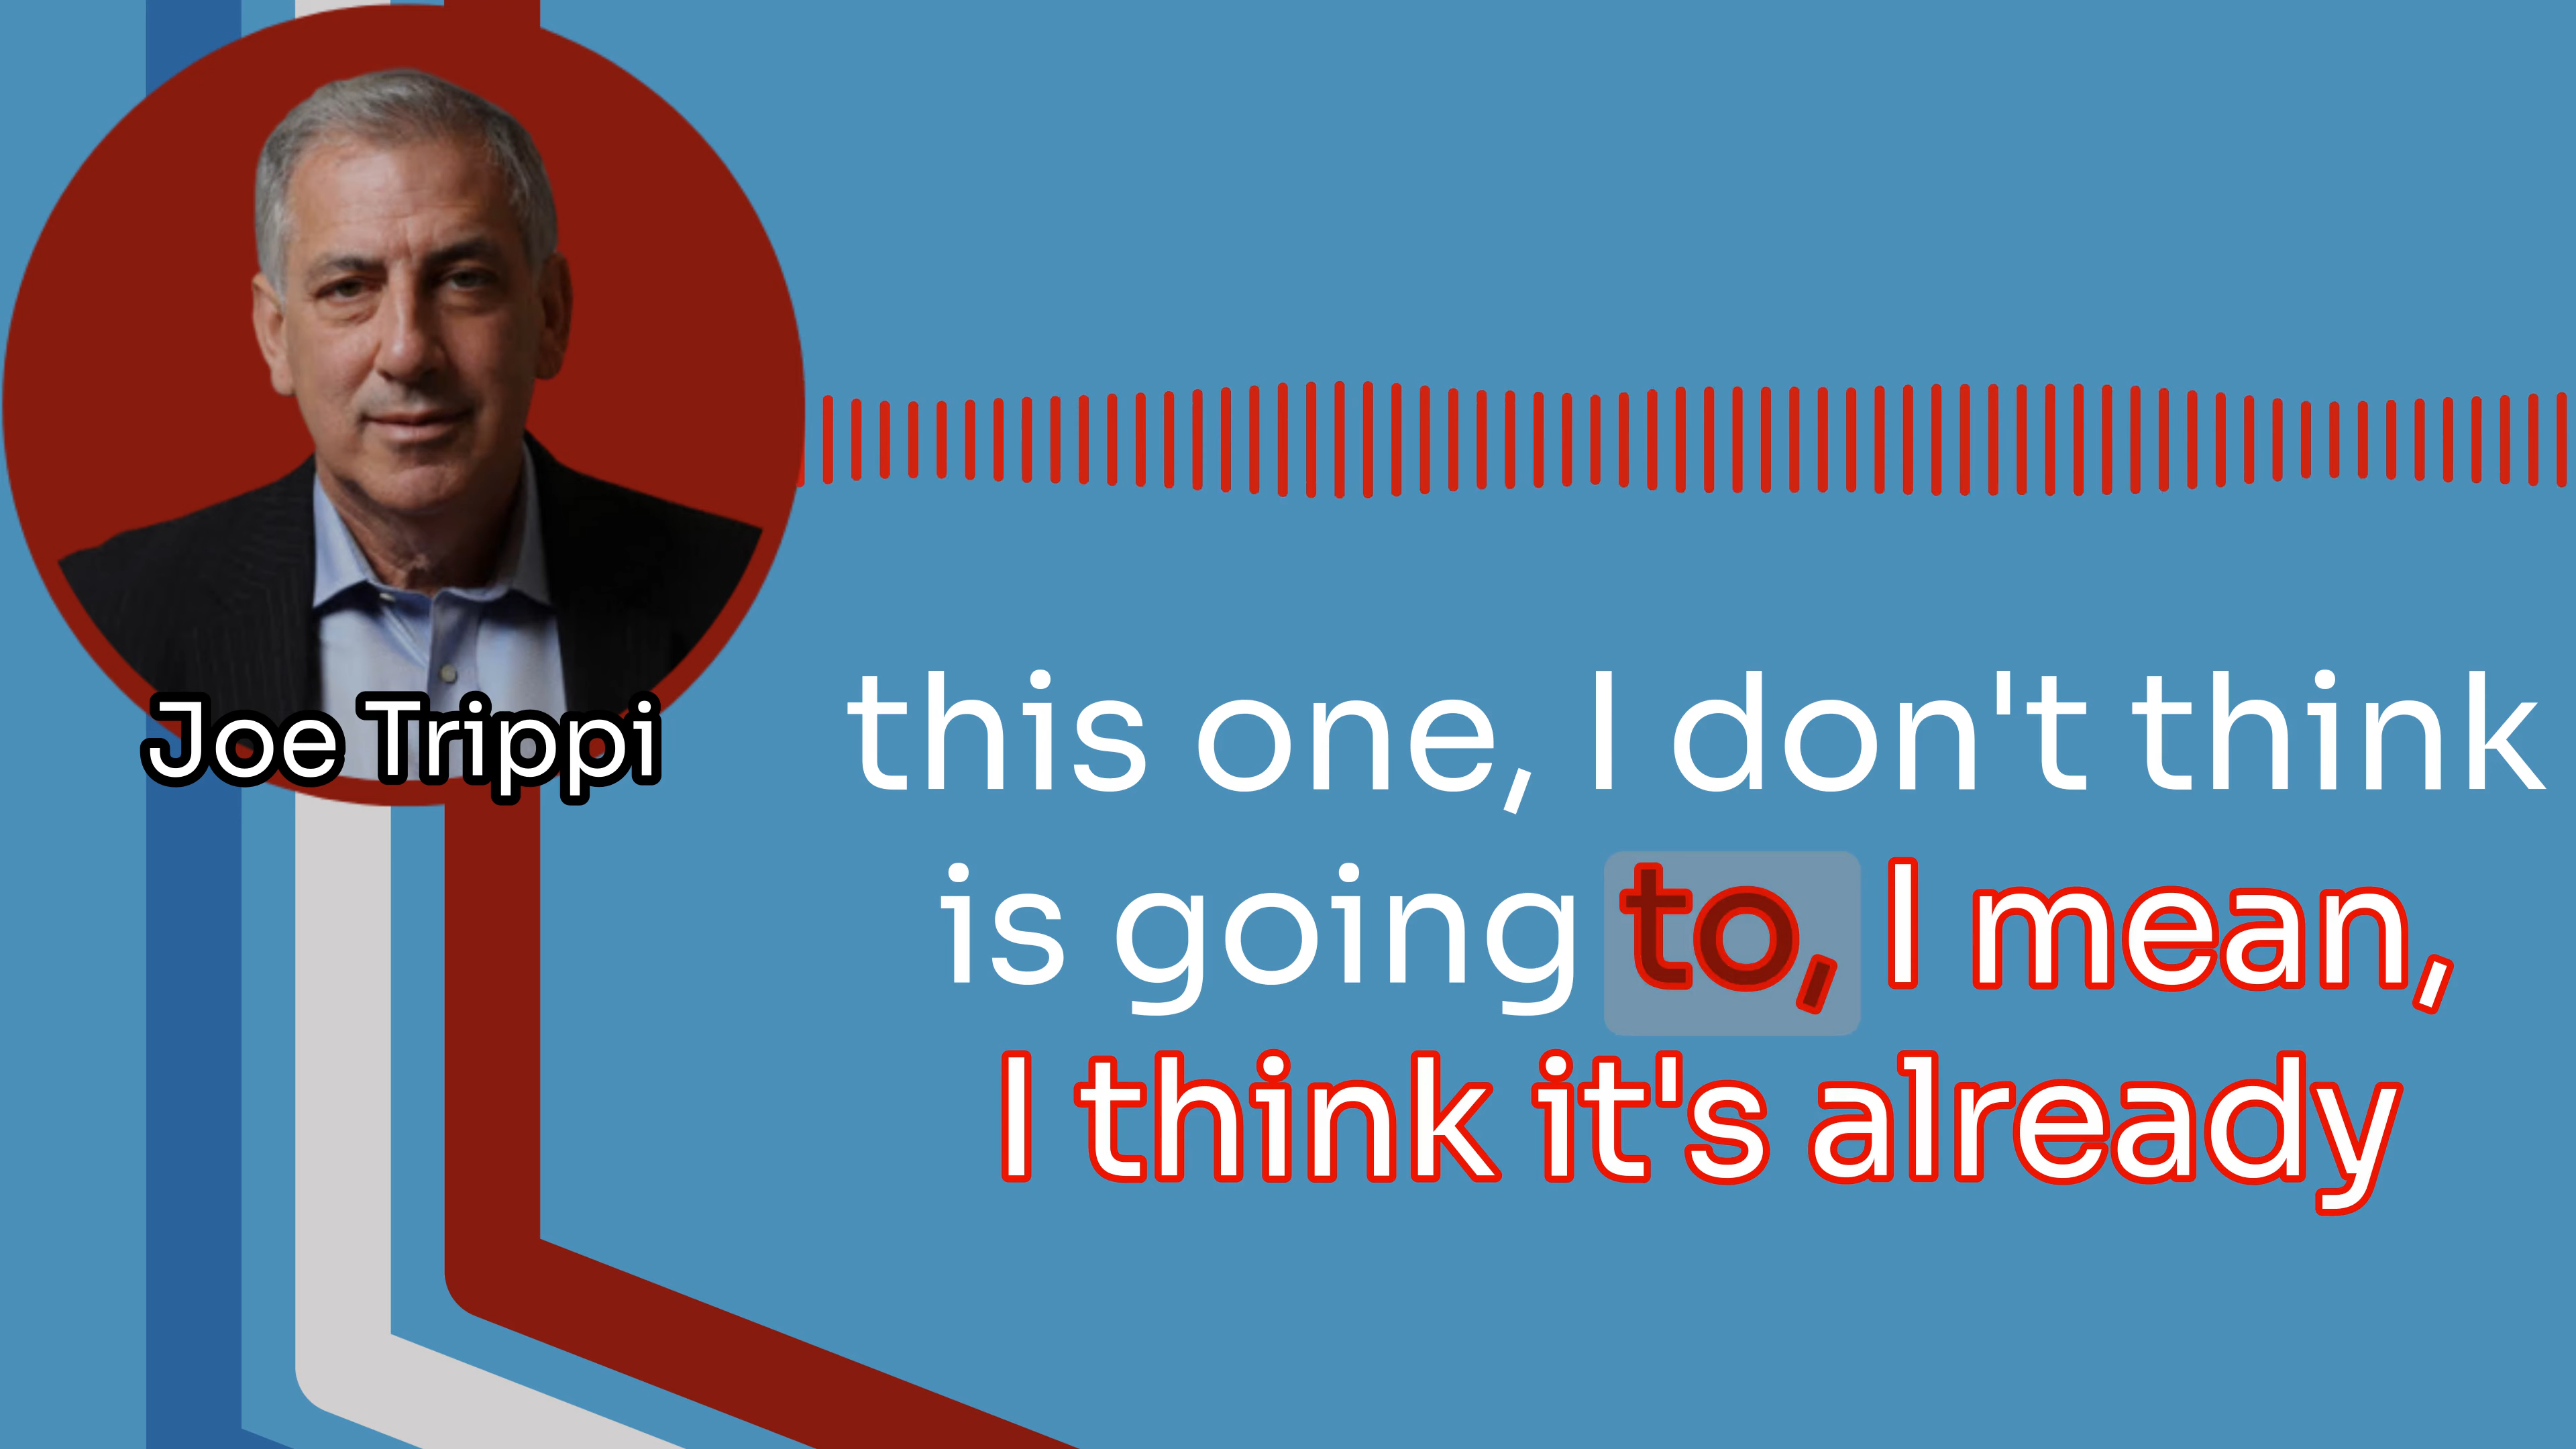 Joe Trippi
this one, I don't think
is going to, I mean,
I think it's already